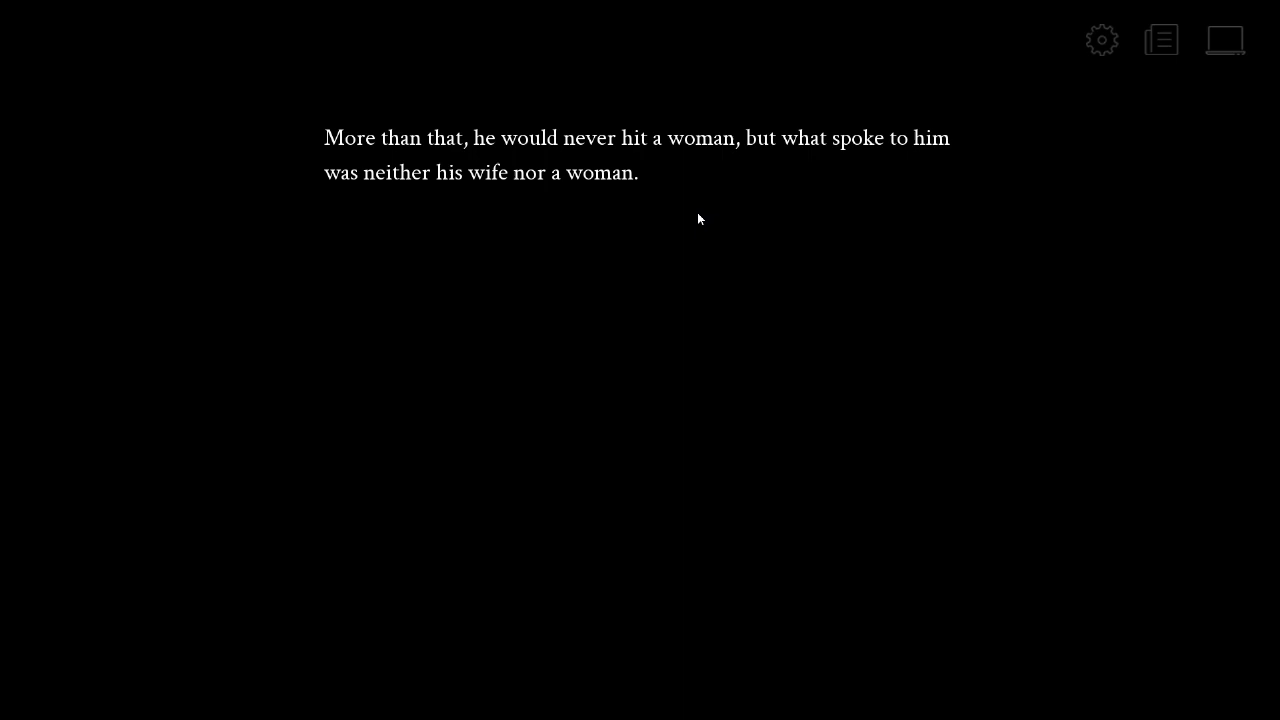 More than that, he would never hit a woman, but what spoke to him
was neither his wife nor a woman.